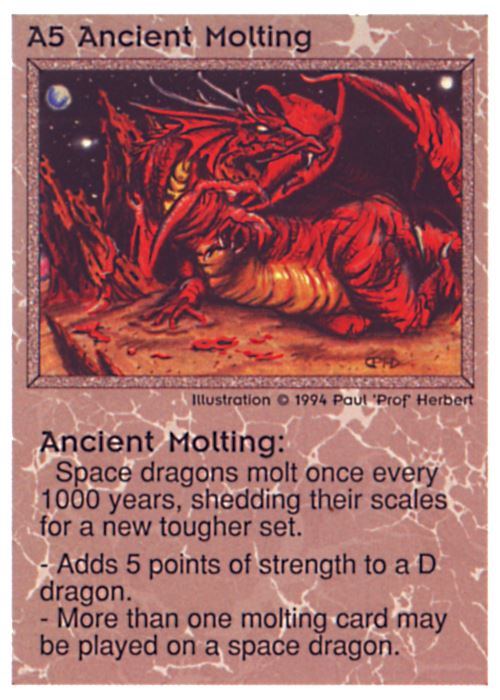 A5 Ancient Molting
Illustration © 1994 Paul 'Prof' Herbert
Ancient Molting:
Space dragons molt once every
1000 years, shedding their scales
for a new tougher set.
- Adds 5 points of strength to a D
dragon.
- More than one molting card may
be played on a space dragon.